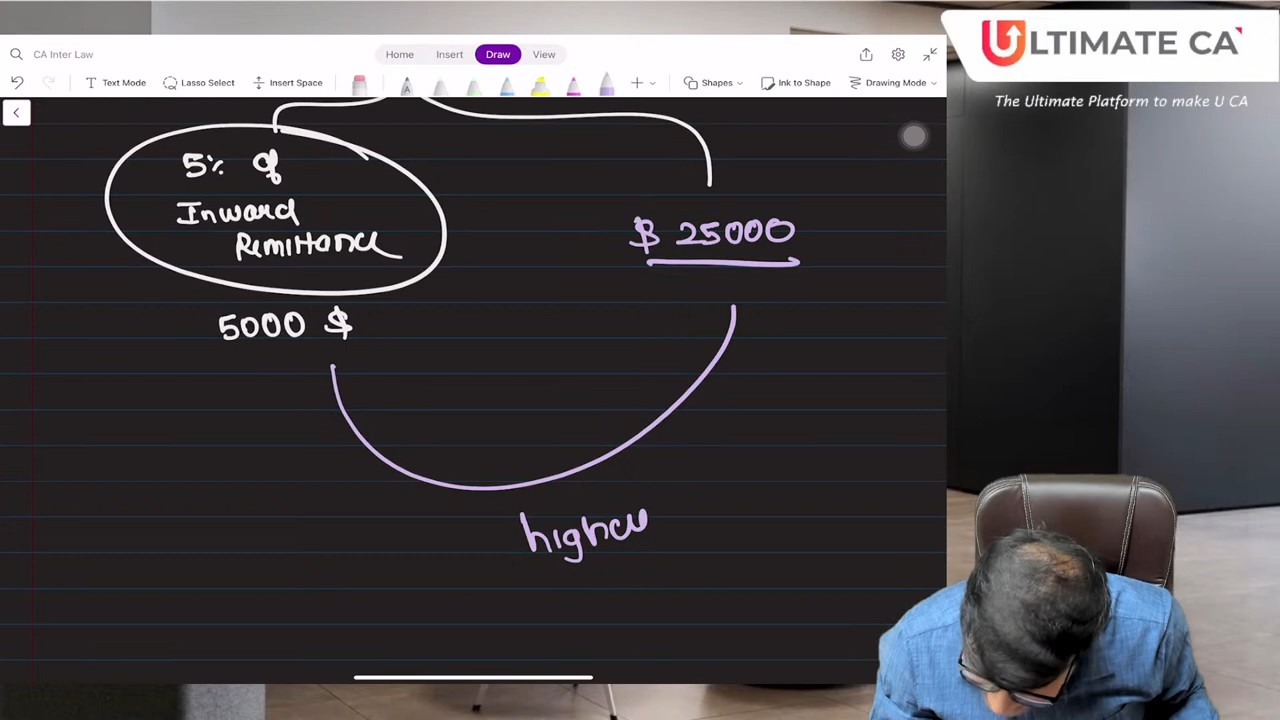 ULTIMATE CA
The Ultimate Platform to make U CA
CA Inter Law
Home Insert Draw View
Text Mode Lasso Select Insert Space Shapes Ink to Shape Drawing Mode
5% of
Inward
Remittance
$ 25000
5000 $
higher